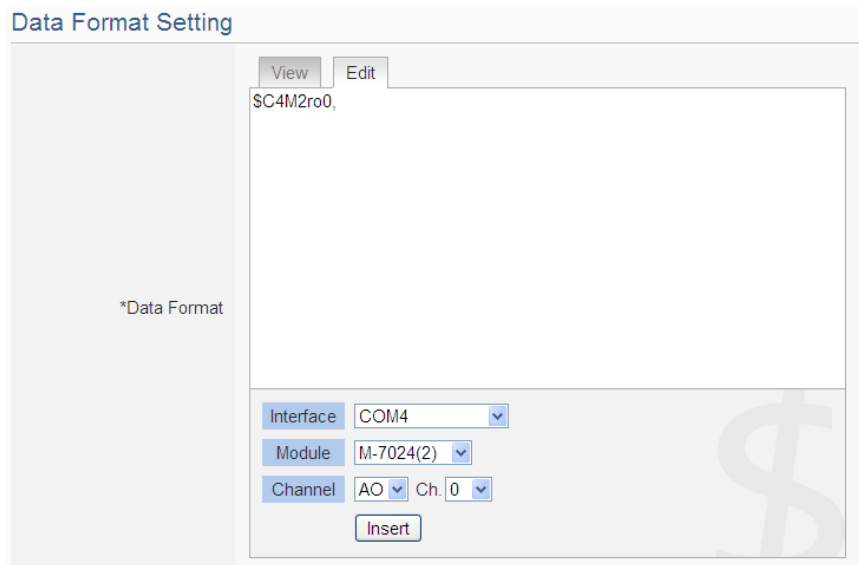 Data Format Setting
View Edit
$C4M2ro0,
*Data Format
Interface COM4
Module M-7024(2)
Channel AO Ch. 0
Insert
$